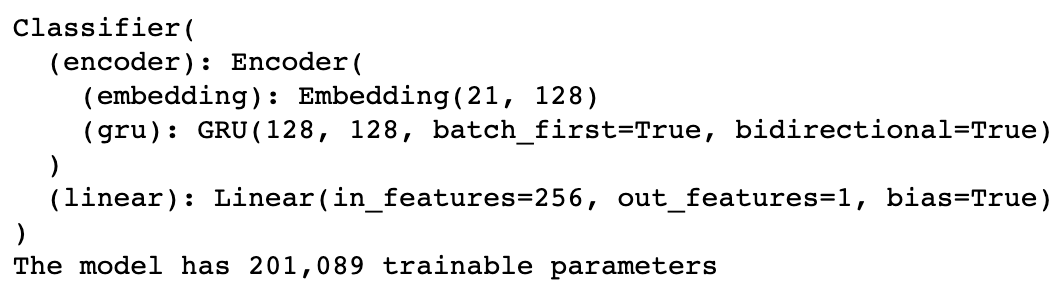 Classifier(
  (encoder): Encoder(
    (embedding): Embedding(21, 128)
    (gru): GRU(128, 128, batch_first=True, bidirectional=True)
  )
  (linear): Linear(in_features=256, out_features=1, bias=True)
)
The model has 201,089 trainable parameters